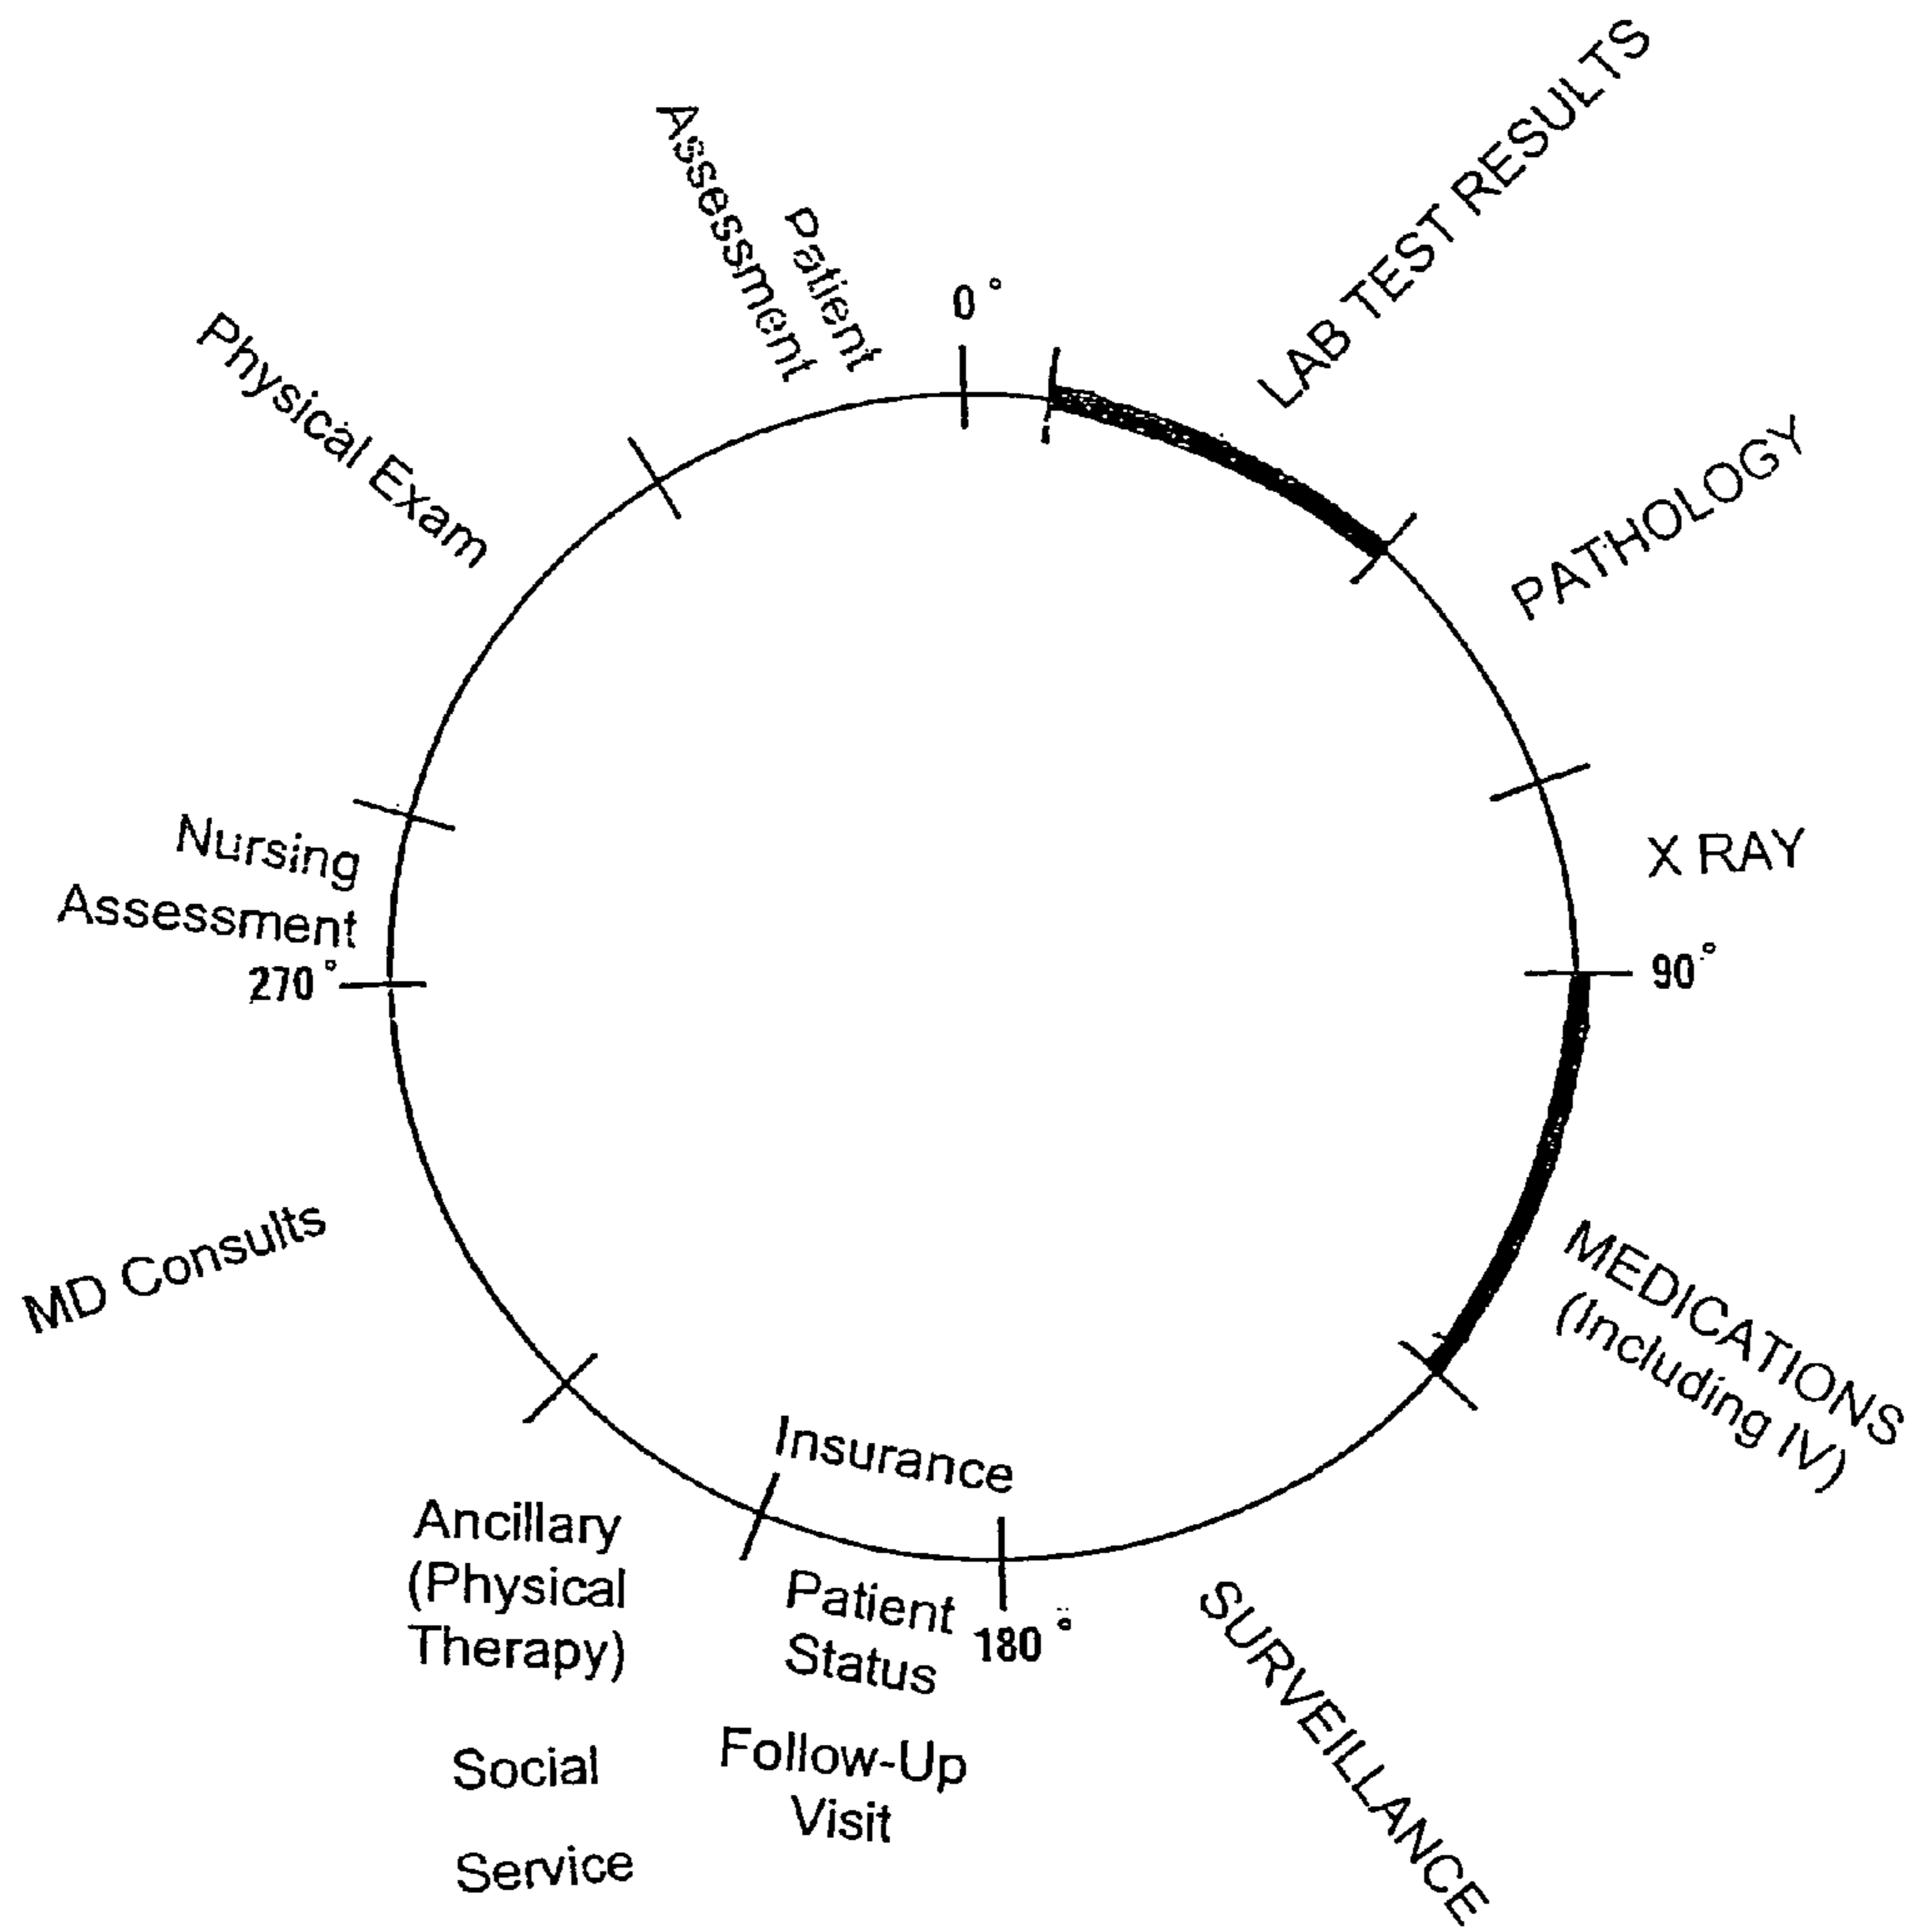 0°
LAB TEST RESULTS
PATHOLOGY
X RAY
90°
MEDICATIONS
(Including IV)
SURVEILLANCE
180°
Insurance
Patient
Status
Follow-Up
Visit
Ancillary
(Physical
Therapy)
Social
Service
MD Consults
270°
Nursing
Assessment
Physical Exam
Patient
Assessment